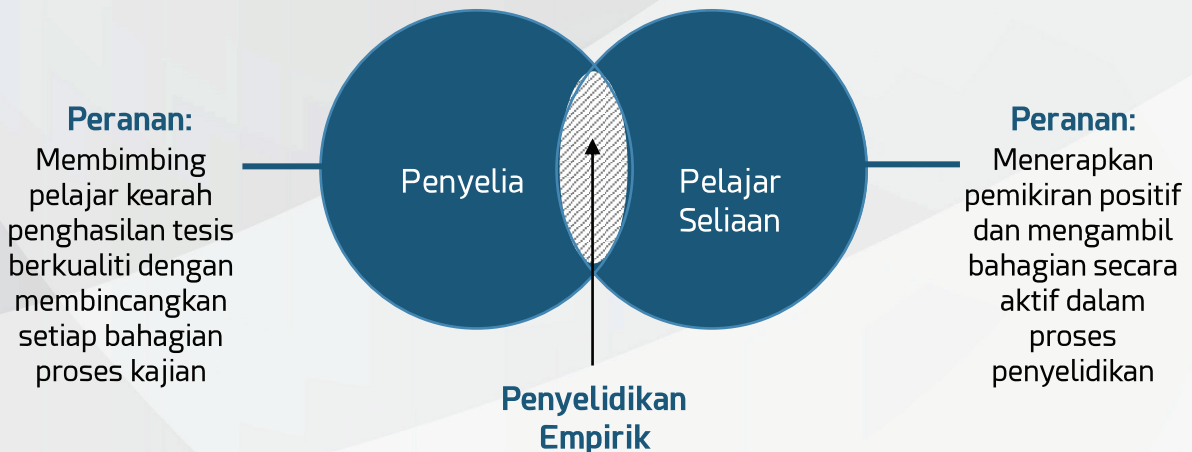 Peranan:
Membimbing
pelajar kearah
penghasilan tesis
berkualiti dengan
membincangkan
setiap bahagian
proses kajian
Penyelia
Pelajar
Seliaan
Penyelidikan
Empirik
Peranan:
Menerapkan
pemikiran positif
dan mengambil
bahagian secara
aktif dalam
proses
penyelidikan